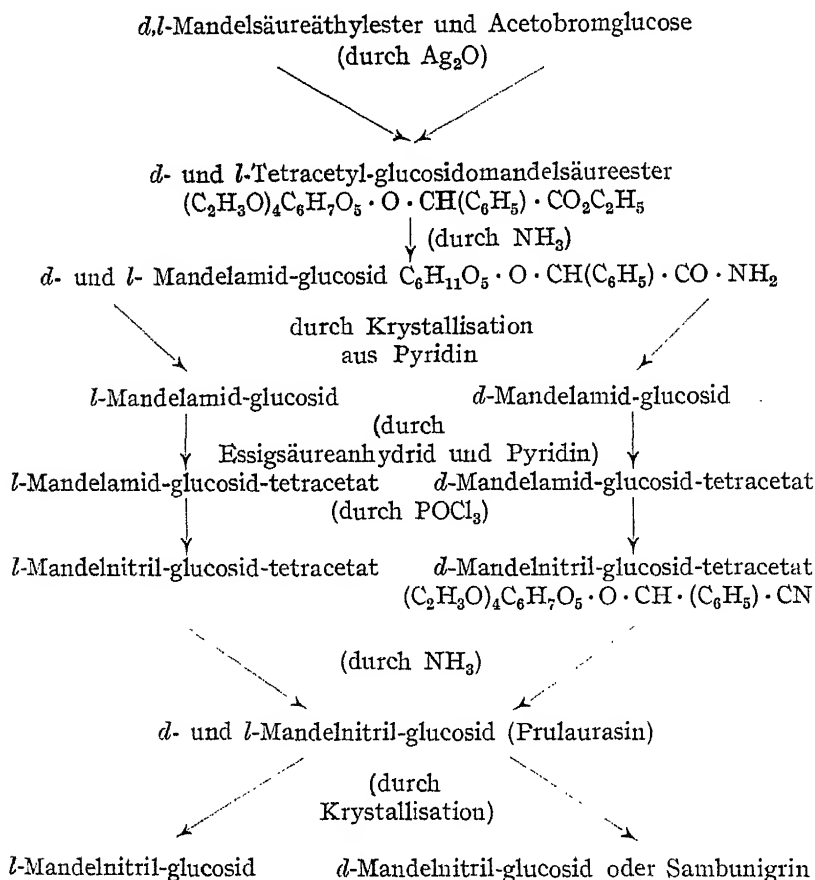 d,l-Mandelsäureäthylester und Acetobromglucose
(durch Ag₂O)
d- und l-Tetracetyl-glucosidomandelsäureester
(C₂H₃O)₄C₆H₇O₅ · O · CH(C₆H₅) · CO₂C₂H₅
(durch NH₃)
d- und l- Mandelamid-glucosid C₆H₁₁O₅ · O · CH(C₆H₅) · CO · NH₂
durch Krystallisation
aus Pyridin
l-Mandelamid-glucosid d-Mandelamid-glucosid
(durch
Essigsäureanhydrid und Pyridin)
l-Mandelamid-glucosid-tetracetat d-Mandelamid-glucosid-tetracetat
(durch POCl₃)
l-Mandelnitril-glucosid-tetracetat d-Mandelnitril-glucosid-tetracetat
(C₂H₃O)₄C₆H₇O₅ · O · CH · (C₆H₅) · CN
(durch NH₃)
d- und l-Mandelnitril-glucosid (Prulaurasin)
(durch
Krystallisation)
l-Mandelnitril-glucosid d-Mandelnitril-glucosid oder Sambunigrin